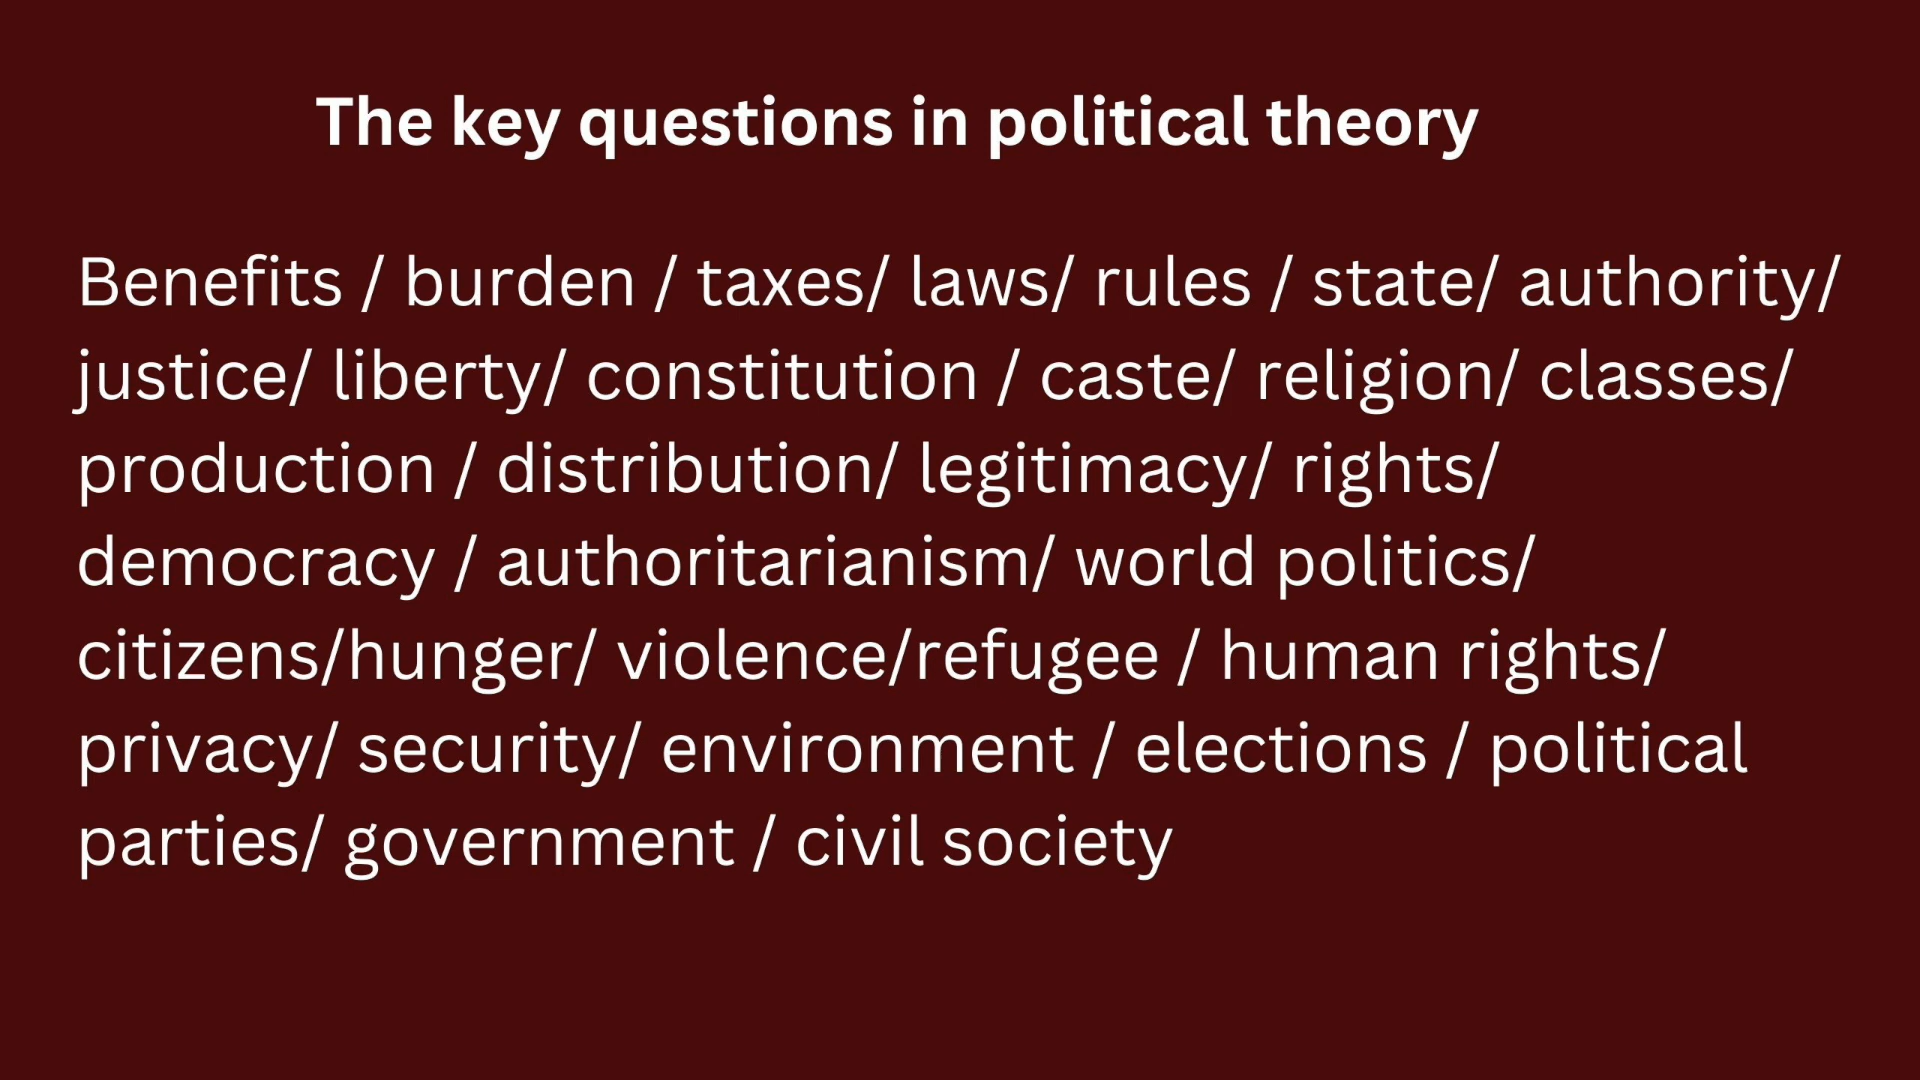 The key questions in political theory
Benefits / burden / taxes/ laws/ rules / state/ authority/
justice/ liberty/ constitution / caste/ religion/ classes/
production / distribution/ legitimacy/ rights/
democracy / authoritarianism/ world politics/
citizens/hunger/ violence/refugee / human rights/
privacy/ security/ environment / elections / political
parties/ government / civil society